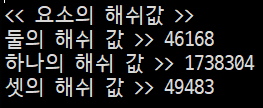 << 요소의 해쉬값 >>
둘의 해쉬 값 >> 46168
하나의 해쉬 값 >> 1738304
셋의 해쉬 값 >> 49483